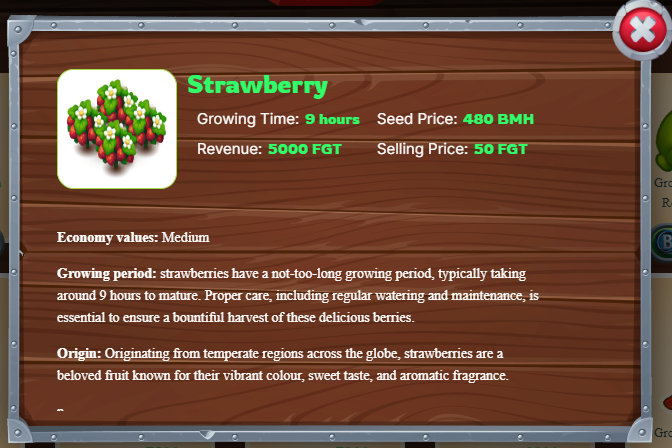 Strawberry
Growing Time: 9 hours Seed Price: 480 BMH
Revenue: 5000 FGT Selling Price: 50 FGT
Economy values: Medium
Growing period: strawberries have a not-too-long growing period, typically taking
around 9 hours to mature. Proper care, including regular watering and maintenance, is
essential to ensure a bountiful harvest of these delicious berries.
Origin: Originating from temperate regions across the globe, strawberries are a
beloved fruit known for their vibrant colour, sweet taste, and aromatic fragrance.